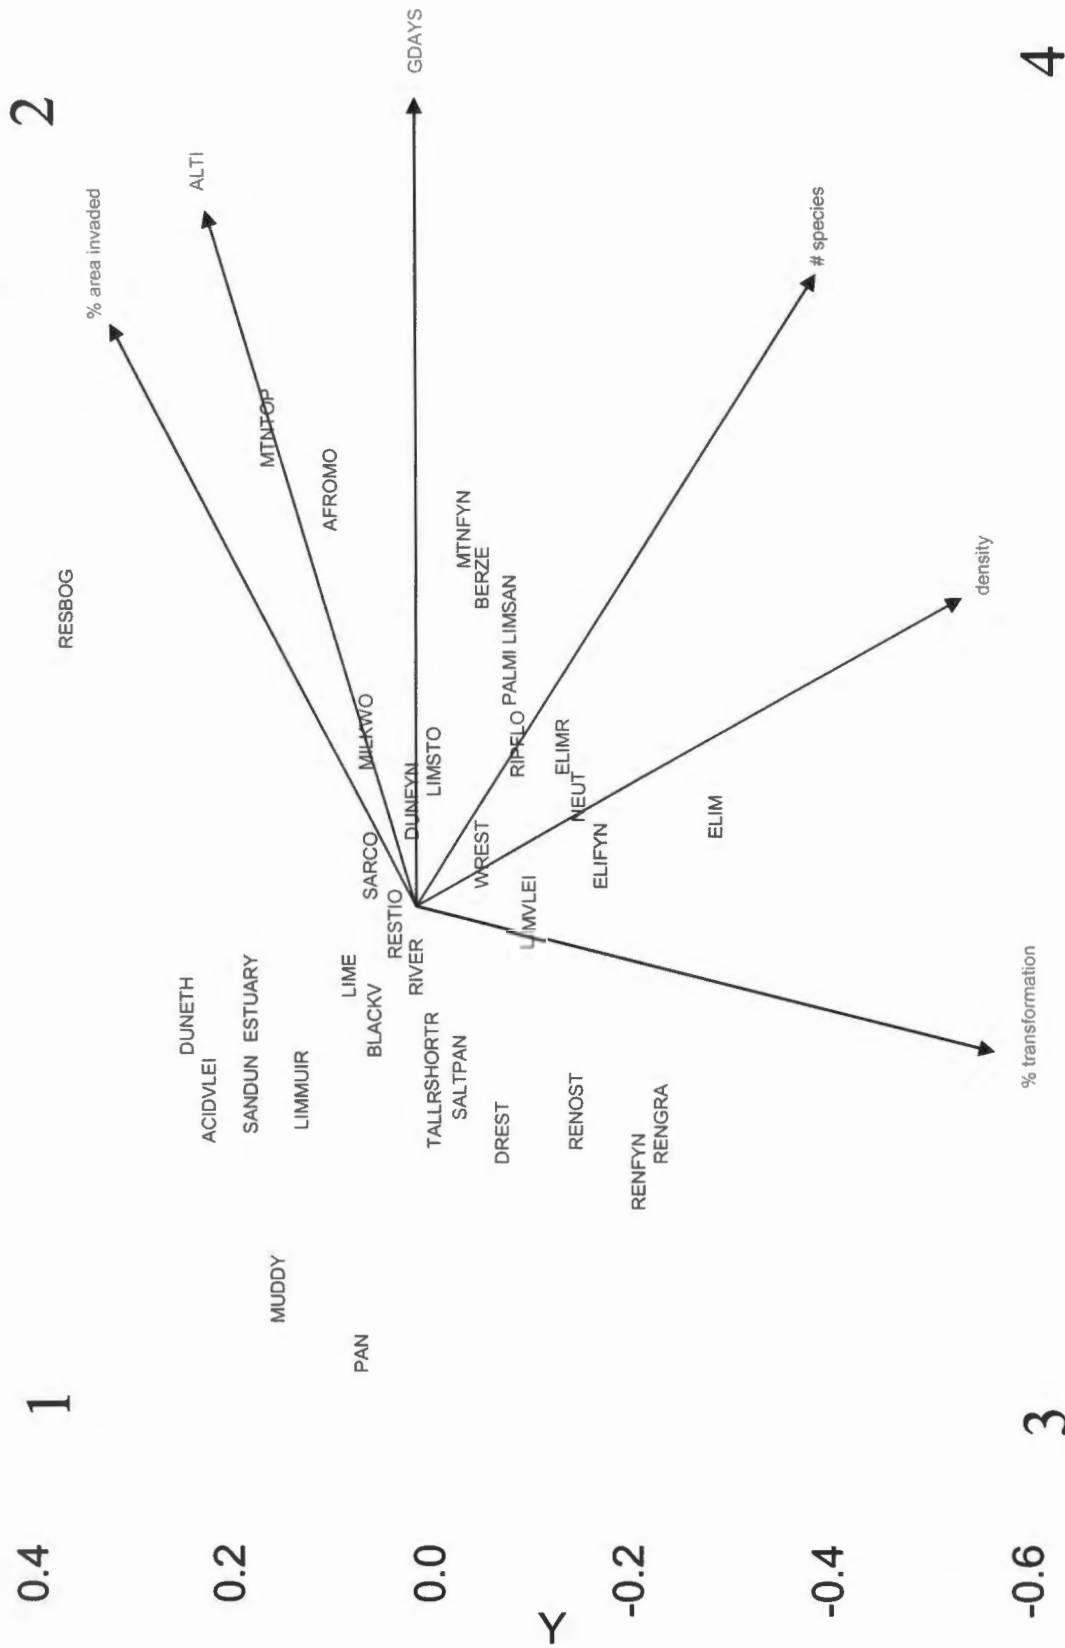 1
2
0.4
RESBOG
% area invaded
DUNETH
ALTI
ACIDVLEI
0.2
SANDUN ESTUARY
MTNTOP
MUDDY
LIMMUIR
AFROMO
LIME
PAN
MILKWO
SARCO
BLACKV
RESTIO
DUNFYN
GDAYS
RIVER
0.0
TALLRSHORTR
LIMSTO
SALTPAN
MTNFYN
BERZE
WREST
DREST
PALMI LIMSAN
RIPFLO
LIMVLEI
Y
ELIMR
RENOST
NEUT
ELIFYN
-0.2
RENFYN
RENGRA
ELIM
# species
-0.4
density
% transformation
-0.6
3
4